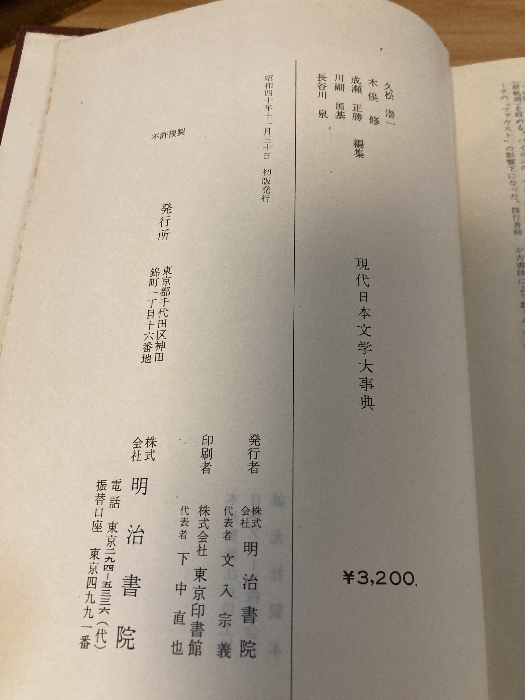 久松潜一
木俣修
成瀬正勝 編集
川副国基
長谷川泉
現代日本文学大事典
¥3,200.
昭和四十年十一月三十日 初版発行
発行者 株式会社 明治書院
代表者 文入宗義
印刷者 株式会社 東京印書館
代表者 下中直也
不許複製
発行所
東京都千代田区神田
錦町一丁目十六番地
株式会社 明治書院
電話 東京二九四-五三三六(代)
振替口座 東京四九九一番